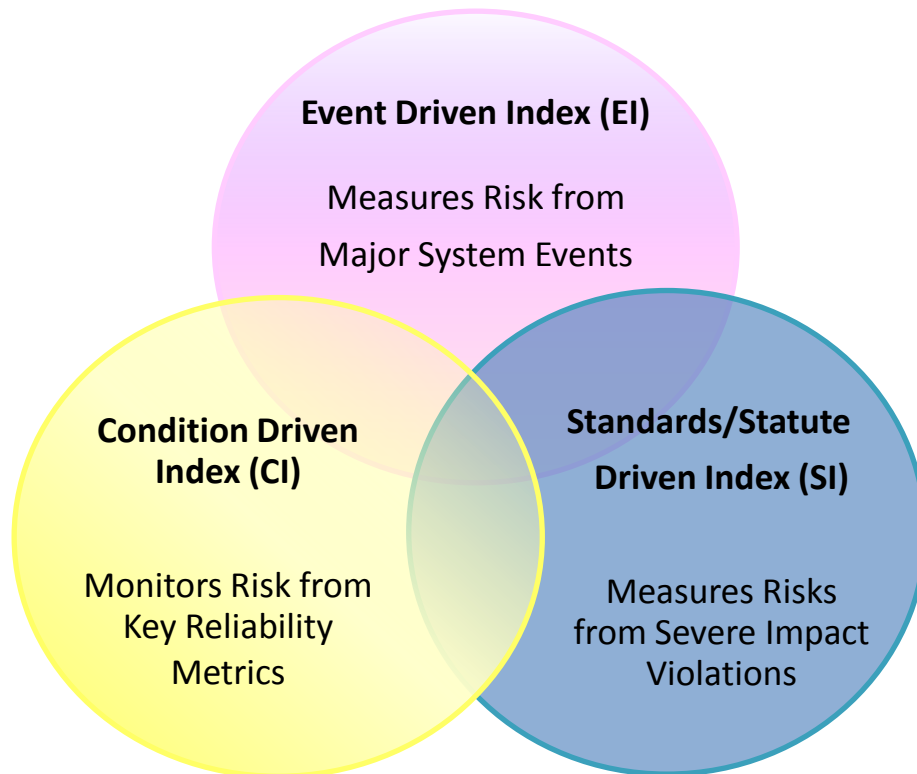 Event Driven Index (EI)
Measures Risk from
Major System Events
Condition Driven
Index (CI)
Monitors Risk from
Key Reliability
Metrics
Standards/Statute
Driven Index (SI)
Measures Risks
from Severe Impact
Violations